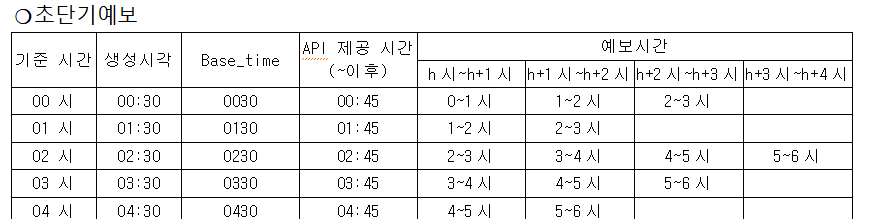 ❍초단기예보
기준 시간 생성시각 Base_time API 제공 시간 (~이후) 예보시간
h 시~h+1 시 h+1 시~h+2 시 h+2 시~h+3 시 h+3 시~h+4 시
00 시 00:30 0030 00:45 0~1 시 1~2 시 2~3 시
01 시 01:30 0130 01:45 1~2 시 2~3 시
02 시 02:30 0230 02:45 2~3 시 3~4 시 4~5 시 5~6 시
03 시 03:30 0330 03:45 3~4 시 4~5 시 5~6 시
04 시 04:30 0430 04:45 4~5 시 5~6 시